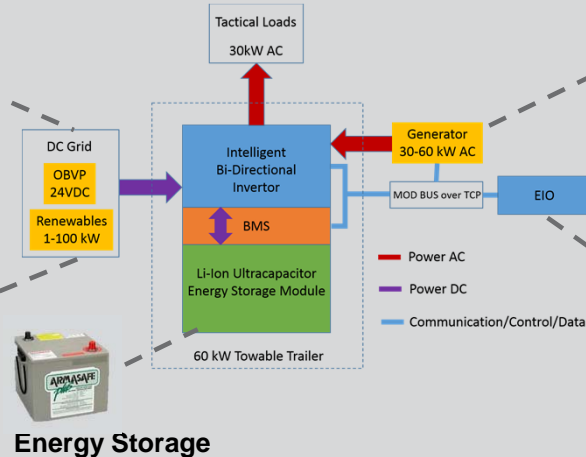 Tactical Loads
30kW AC
DC Grid
OBVP
24VDC
Renewables
1-100 kW
Intelligent
Bi-Directional
Invertor
BMS
Li-Ion Ultracapacitor
Energy Storage Module
60 kW Towable Trailer
Generator
30-60 kW AC
MOD BUS over TCP
EIO
Power AC
Power DC
Communication/Control/Data
ARMASAFE
plus
Energy Storage